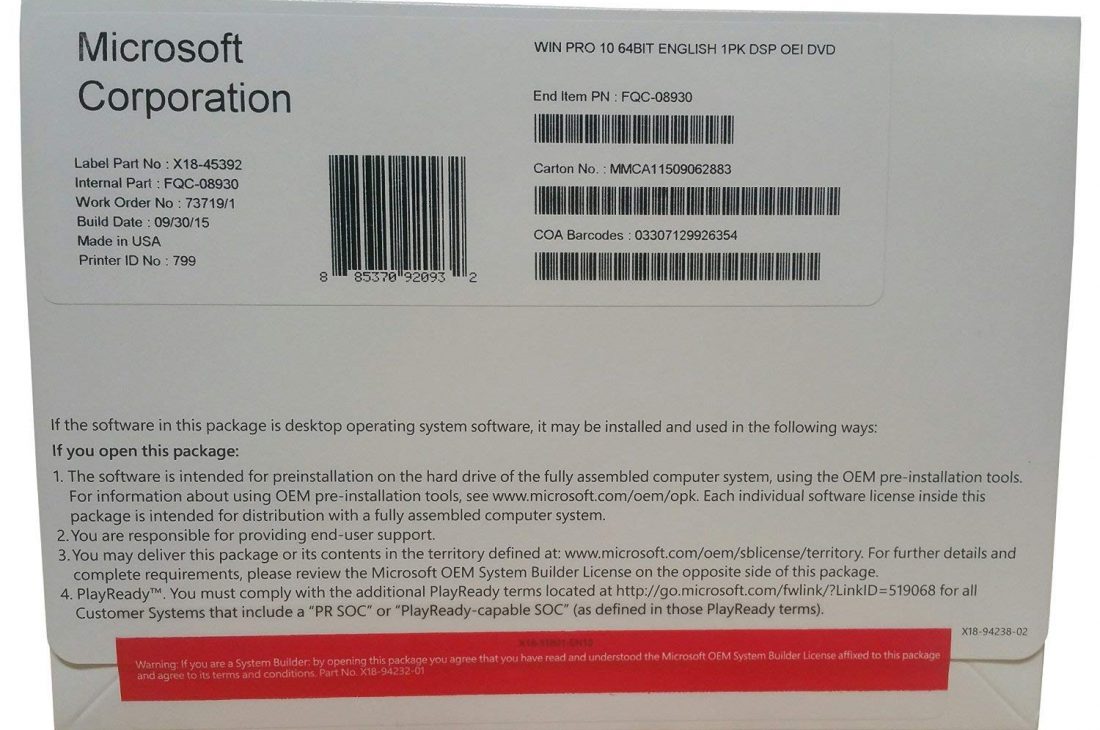 Microsoft
Corporation
Label Part No : X18-45392
Internal Part : FQC-08930
Work Order No : 73719/1
Build Date : 09/30/15
Made in USA
Printer ID No : 799
8 85370 92093 2
WIN PRO 10 64BIT ENGLISH 1PK DSP OEI DVD
End Item PN : FQC-08930
Carton No. : MMCA11509062883
COA Barcodes : 03307129926354
If the software in this package is desktop operating system software, it may be installed and used in the following ways:
If you open this package:
1. The software is intended for preinstallation on the hard drive of the fully assembled computer system, using the OEM pre-installation tools.
For information about using OEM pre-installation tools, see www.microsoft.com/oem/opk. Each individual software license inside this
package is intended for distribution with a fully assembled computer system.
2. You are responsible for providing end-user support.
3. You may deliver this package or its contents in the territory defined at: www.microsoft.com/oem/sblicense/territory. For further details and
complete requirements, please review the Microsoft OEM System Builder License on the opposite side of this package.
4. PlayReady™. You must comply with the additional PlayReady terms located at http://go.microsoft.com/fwlink/?LinkID=519068 for all
Customer Systems that include a “PR SOC” or “PlayReady-capable SOC” (as defined in those PlayReady terms).
X18-94238-02
Warning: If you are a System Builder: by opening this package you agree that you have read and understood the Microsoft OEM System Builder License affixed to this package
and agree to its terms and conditions. Part No. X18-94232-01